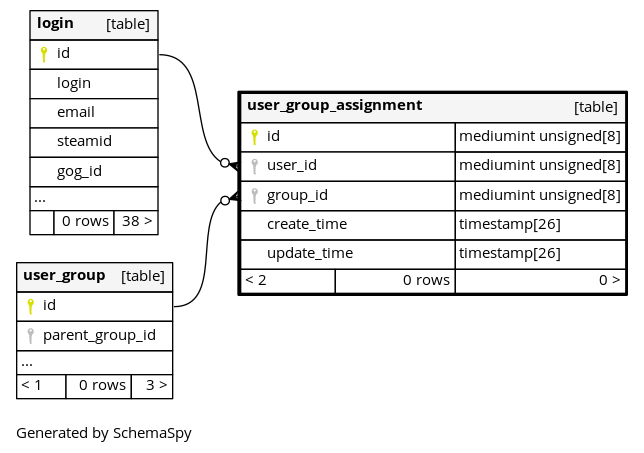 login [table]
id
login
email
steamid
gog_id
...
0 rows 38 >
user_group_assignment [table]
id mediumint unsigned[8]
user_id mediumint unsigned[8]
group_id mediumint unsigned[8]
create_time timestamp[26]
update_time timestamp[26]
< 2 0 rows 0 >
user_group [table]
id
parent_group_id
...
< 1 0 rows 3 >
Generated by SchemaSpy